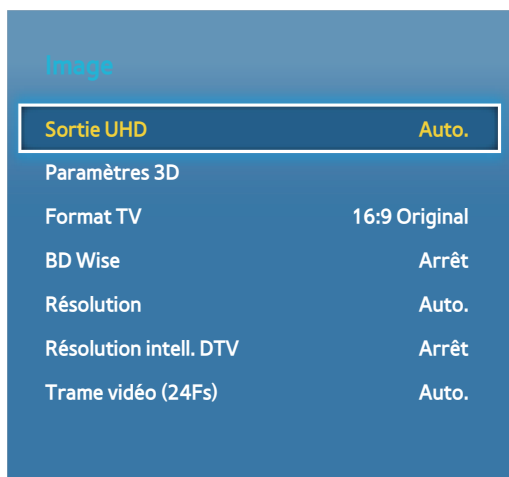 Image
Sortie UHD Auto.
Paramètres 3D
Format TV 16:9 Original
BD Wise Arrêt
Résolution Auto.
Résolution intell. DTV Arrêt
Trame vidéo (24Fs) Auto.